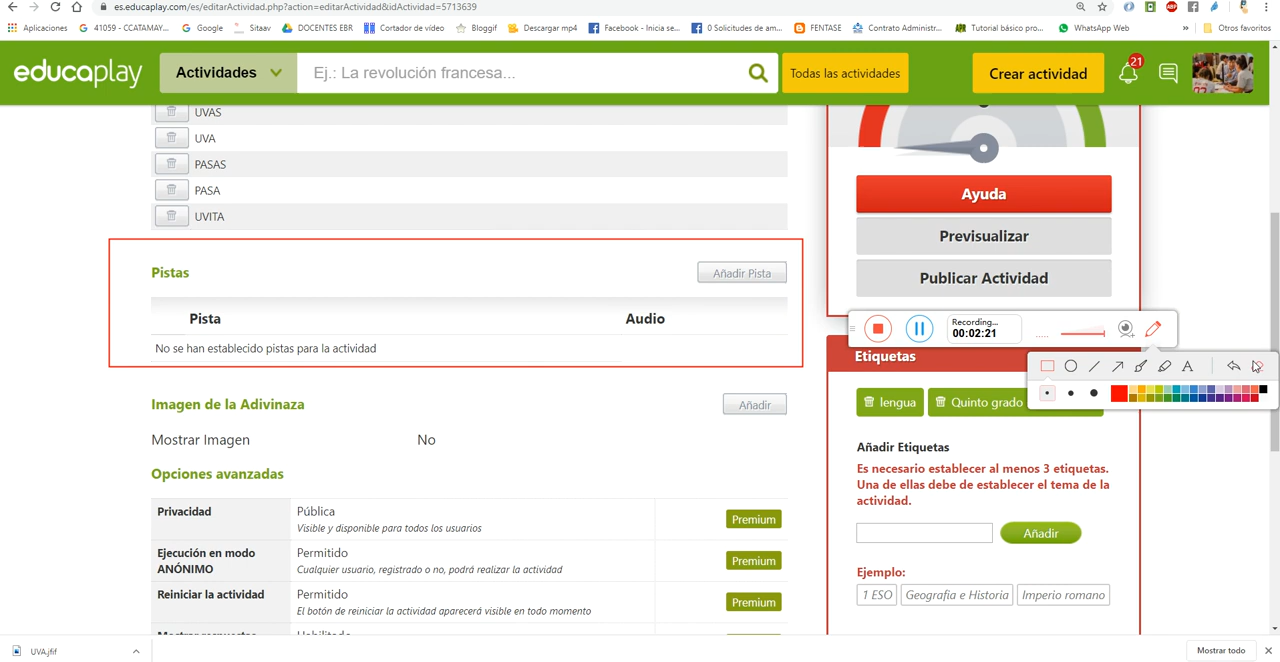 es.educaplay.com/es/editarActividad.php?action=editarActividad&idActividad=5713639
Aplicaciones 41059 - CCATAMAY... Google Sitaav DOCENTES EBR Cortador de vídeo Bloggif Descargar mp4 Facebook - Inicia se... 0 Solicitudes de am... FENTASE Contrato Administr... Tutorial básico pro... WhatsApp Web » Otros favoritos
educaplay Actividades Ej.: La revolución francesa... Todas las actividades Crear actividad 21
UVAS
UVA
PASAS
PASA
UVITA
Pistas Añadir Pista
Pista Audio
No se han establecido pistas para la actividad
Imagen de la Adivinaza Añadir
Mostrar Imagen No
Opciones avanzadas
Privacidad Pública Premium
Visible y disponible para todos los usuarios
Ejecución en modo ANÓNIMO Permitido Premium
Cualquier usuario, registrado o no, podrá realizar la actividad
Reiniciar la actividad Permitido Premium
El botón de reiniciar la actividad aparecerá visible en todo momento
Ayuda
Previsualizar
Publicar Actividad
Recording...
00:02:21
A
Etiquetas
lengua Quinto grado
Añadir Etiquetas
Es necesario establecer al menos 3 etiquetas.
Una de ellas debe de establecer el tema de la
actividad.
Añadir
Ejemplo:
1 ESO Geografia e Historia Imperio romano
UVA.jfif
Mostrar todo